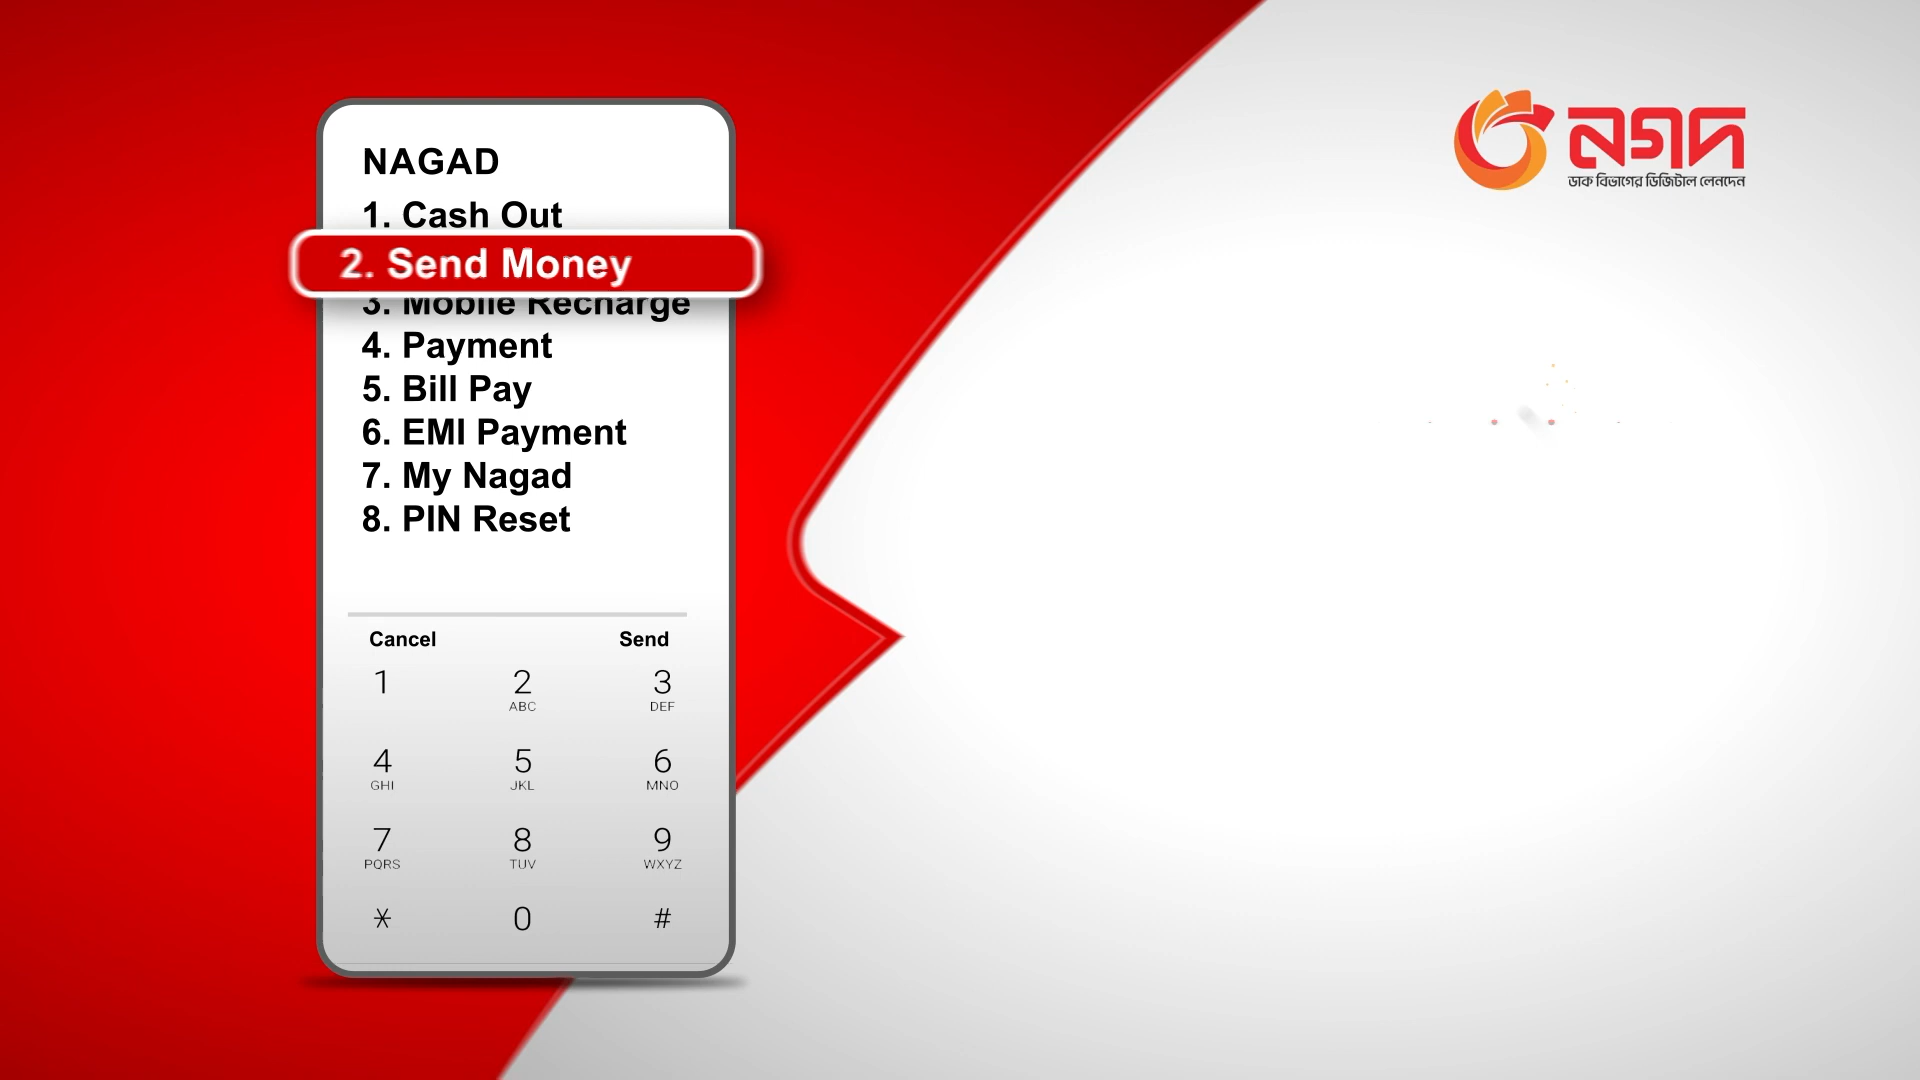 NAGAD
1. Cash Out
2. Send Money
3. Mobile Recharge
4. Payment
5. Bill Pay
6. EMI Payment
7. My Nagad
8. PIN Reset
Cancel Send
1 2 3
ABC DEF
4 5 6
GHI JKL MNO
7 8 9
PQRS TUV WXYZ
* 0 #
নগদ
ডাক বিভাগের ডিজিটাল লেনদেন